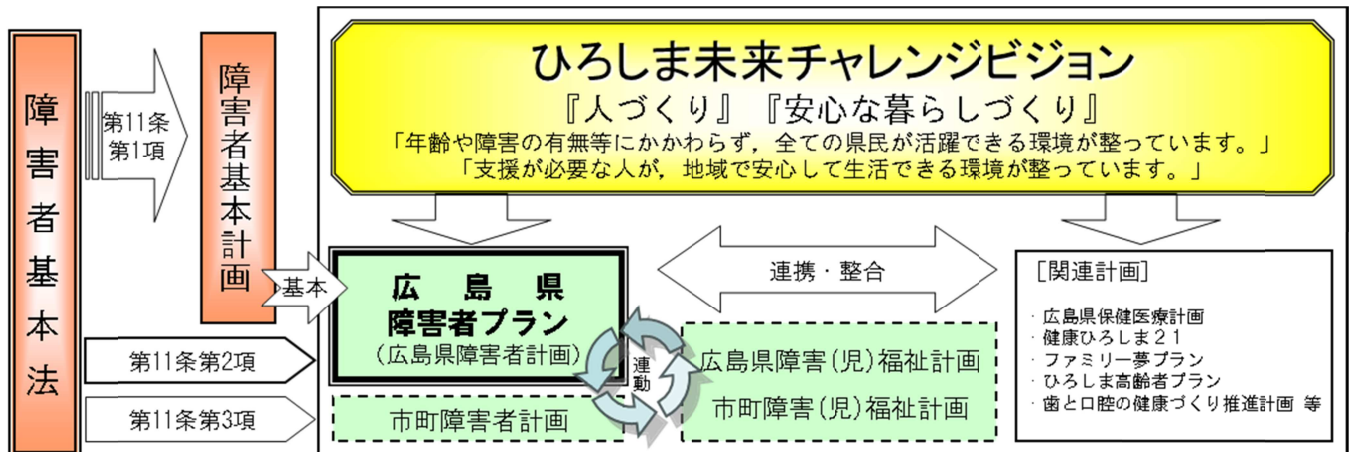 障害者基本法
第11条
第1項
障害者基本計画
ひろしま未来チャレンジビジョン
『人づくり』『安心な暮らしづくり』
「年齢や障害の有無等にかかわらず，全ての県民が活躍できる環境が整っています。」
「支援が必要な人が，地域で安心して生活できる環境が整っています。」
基本
広島県
障害者プラン
(広島県障害者計画)
連携・整合
[関連計画]
・広島県保健医療計画
・健康ひろしま２１
・ファミリー夢プラン
・ひろしま高齢者プラン
・歯と口腔の健康づくり推進計画 等
第11条第2項
連動
広島県障害(児)福祉計画
市町障害(児)福祉計画
第11条第3項
市町障害者計画